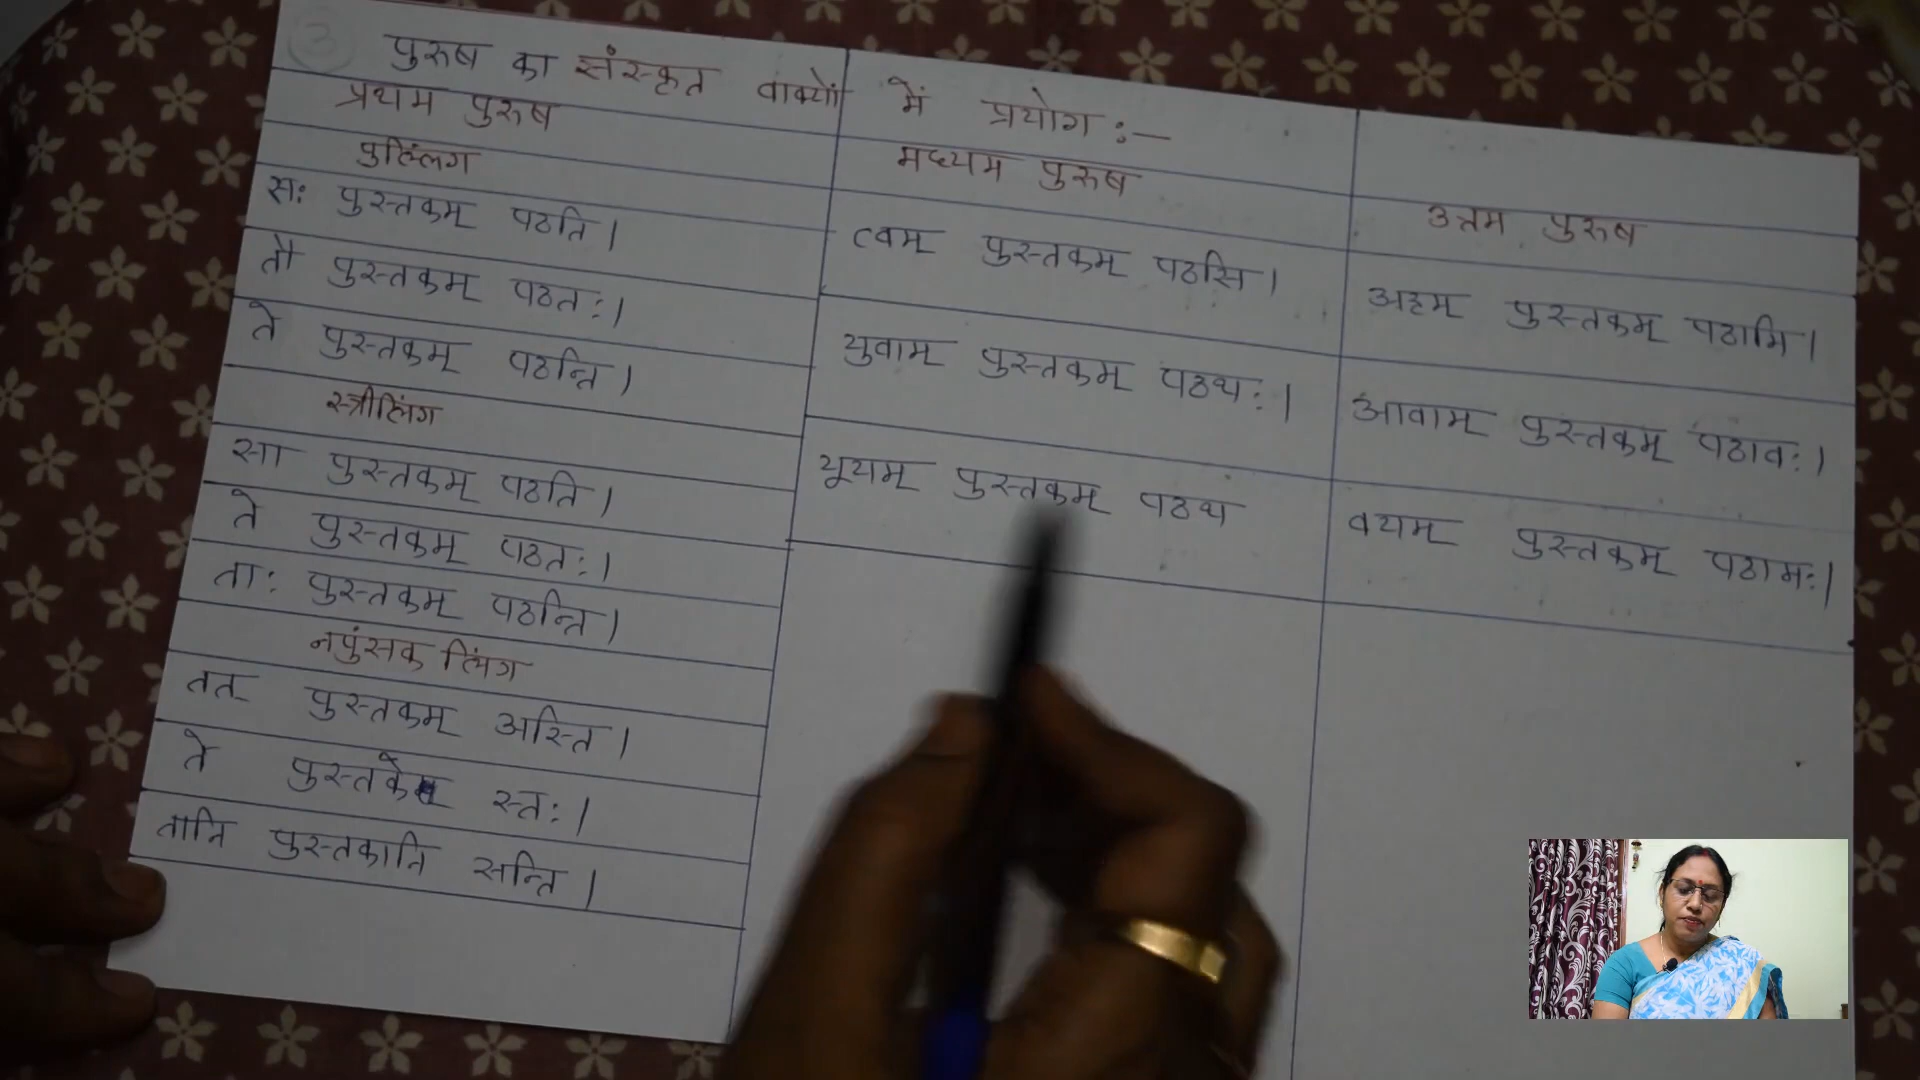 3
पुरुष का संस्कृत वाक्यों में प्रयोग :—
प्रथम पुरुष
पुल्लिंग
सः पुस्तकम् पठति।
तौ पुस्तकम् पठतः।
ते पुस्तकम् पठन्ति।
स्त्रीलिंग
सा पुस्तकम् पठति।
ते पुस्तकम् पठतः।
ताः पुस्तकम् पठन्ति।
नपुंसक लिंग
तत् पुस्तकम् अस्ति।
ते पुस्तके स्तः।
तानि पुस्तकानि सन्ति।
मध्यम पुरुष
त्वम् पुस्तकम् पठसि।
युवाम् पुस्तकम् पठथः।
यूयम् पुस्तकम् पठथ
उत्तम पुरुष
अहम् पुस्तकम् पठामि।
आवाम् पुस्तकम् पठावः।
वयम् पुस्तकम् पठामः।